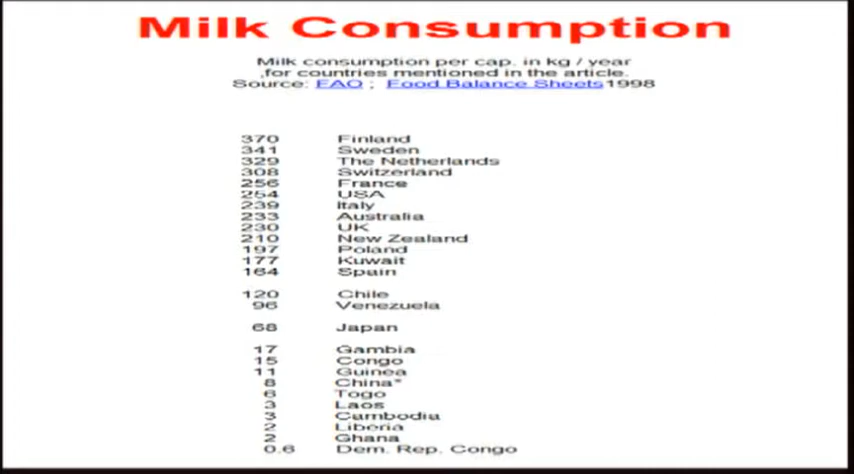 Milk Consumption
Milk consumption per cap. in kg / year
,for countries mentioned in the article.
Source: FAO ; Food Balance Sheets 1998
370 Finland
341 Sweden
329 The Netherlands
308 Switzerland
256 France
254 USA
239 Italy
233 Australia
230 UK
210 New Zealand
197 Poland
177 Kuwait
164 Spain
120 Chile
96 Venezuela
68 Japan
17 Gambia
15 Congo
11 Guinea
8 China*
6 Togo
3 Laos
3 Cambodia
2 Liberia
2 Ghana
0.6 Dem. Rep. Congo